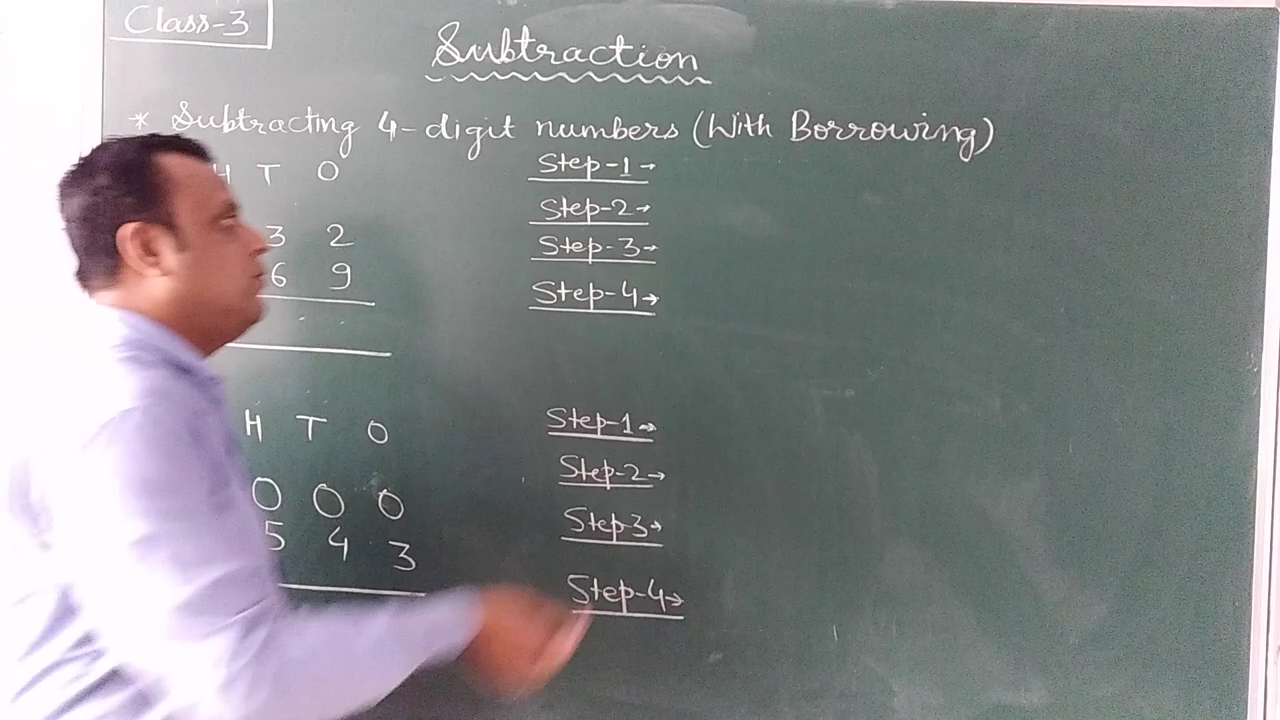 Class-3
Subtraction
* Subtracting 4-digit numbers (With Borrowing)
H T O
3 2
6 9
Step-1→
Step-2→
Step-3→
Step-4→
H T O
0 0 0
5 4 3
Step-1→
Step-2→
Step-3→
Step-4→